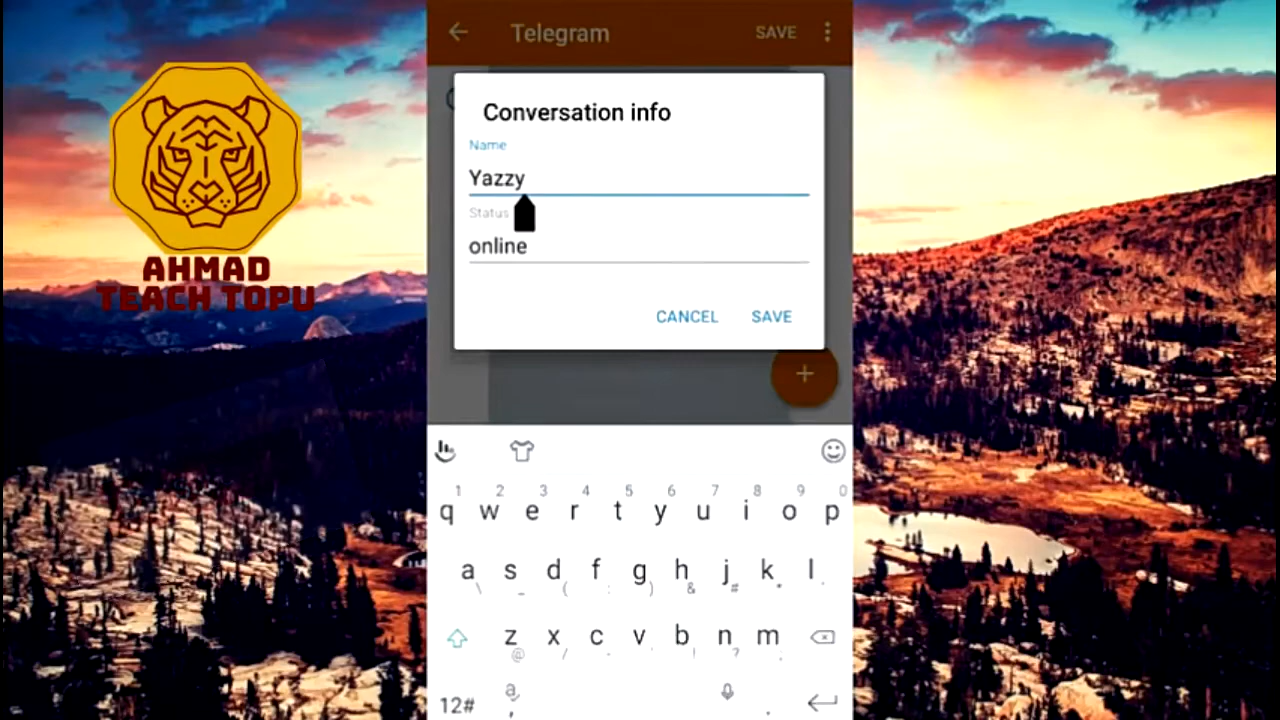 Telegram SAVE
Conversation info
Name
Yazzy
Status
online
CANCEL SAVE
+
AHMAD
TEACH TOPU
1 2 3 4 5 6 7 8 9 0
q w e r t y u i o p
a s d f g h j k l
\ _ ( : ) & #
z x c v b n m
@ / - ' ! ? ;
12# , .